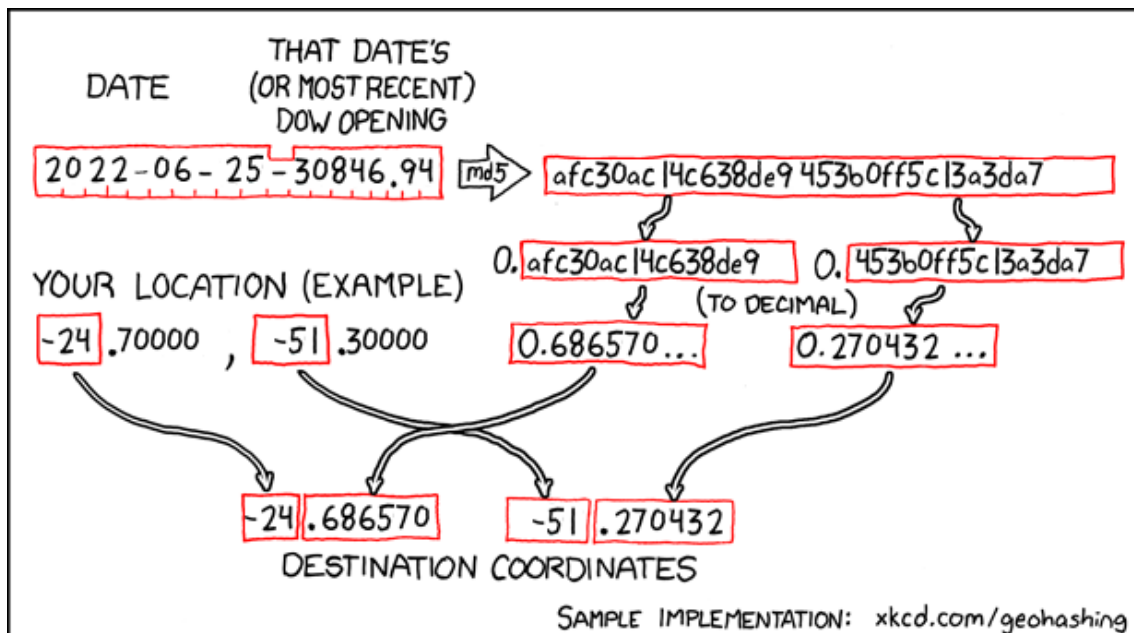 DATE
THAT DATE'S
(OR MOST RECENT)
DOW OPENING
2022-06-25-30846.94
md5
afc30ac14c638de9453b0ff5c13a3da7
0.afc30ac14c638de9
0.453b0ff5c13a3da7
YOUR LOCATION (EXAMPLE)
(TO DECIMAL)
-24.70000, -51.30000
0.686570...
0.270432...
-24.686570
-51.270432
DESTINATION COORDINATES
SAMPLE IMPLEMENTATION: xkcd.com/geohashing